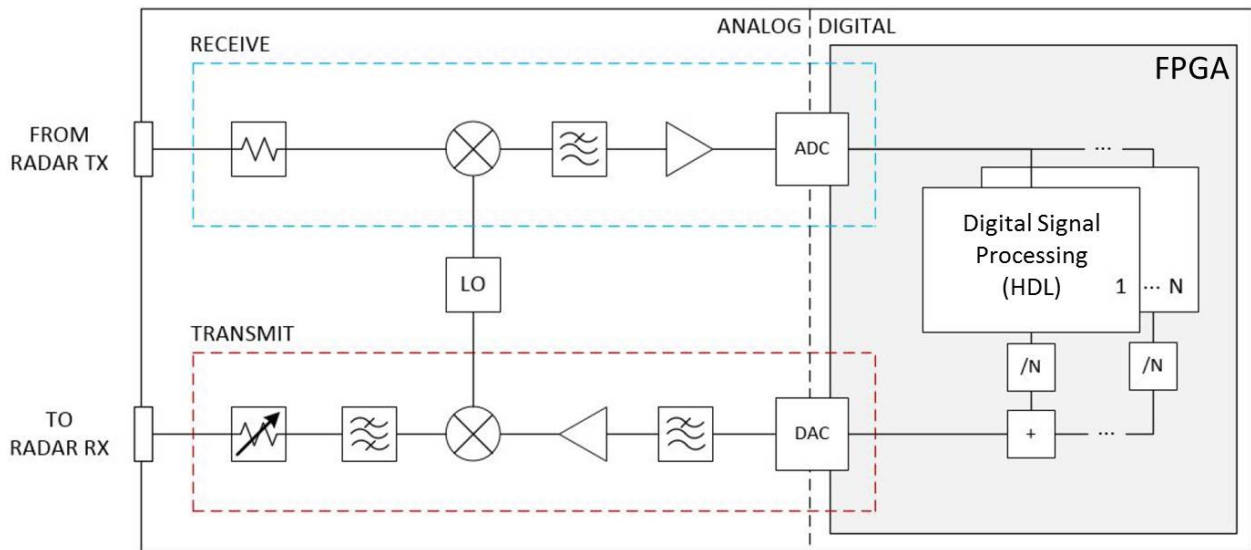 ANALOG DIGITAL
RECEIVE
FPGA
FROM
RADAR TX
ADC
...
Digital Signal
Processing
(HDL)
1 ... N
LO
TRANSMIT
/N
/N
TO
RADAR RX
DAC
+
...